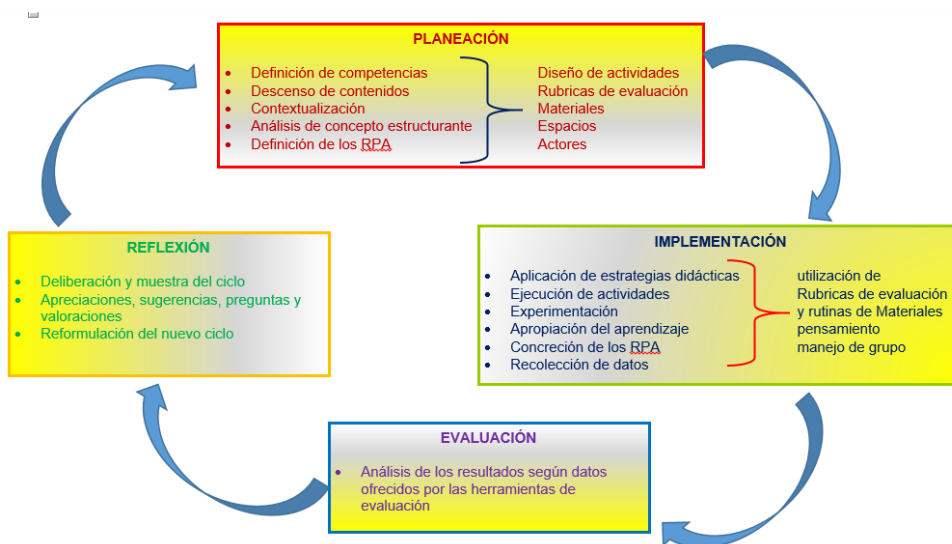 PLANEACIÓN
• Definición de competencias
• Descenso de contenidos
• Contextualización
• Análisis de concepto estructurante
• Definición de los RPA
Diseño de actividades
Rubricas de evaluación
Materiales
Espacios
Actores
REFLEXIÓN
• Deliberación y muestra del ciclo
• Apreciaciones, sugerencias, preguntas y
valoraciones
• Reformulación del nuevo ciclo
IMPLEMENTACIÓN
• Aplicación de estrategias didácticas
• Ejecución de actividades
• Experimentación
• Apropiación del aprendizaje
• Concreción de los RPA
• Recolección de datos
utilización de
Rubricas de evaluación
y rutinas de Materiales
pensamiento
manejo de grupo
EVALUACIÓN
• Análisis de los resultados según datos
ofrecidos por las herramientas de
evaluación